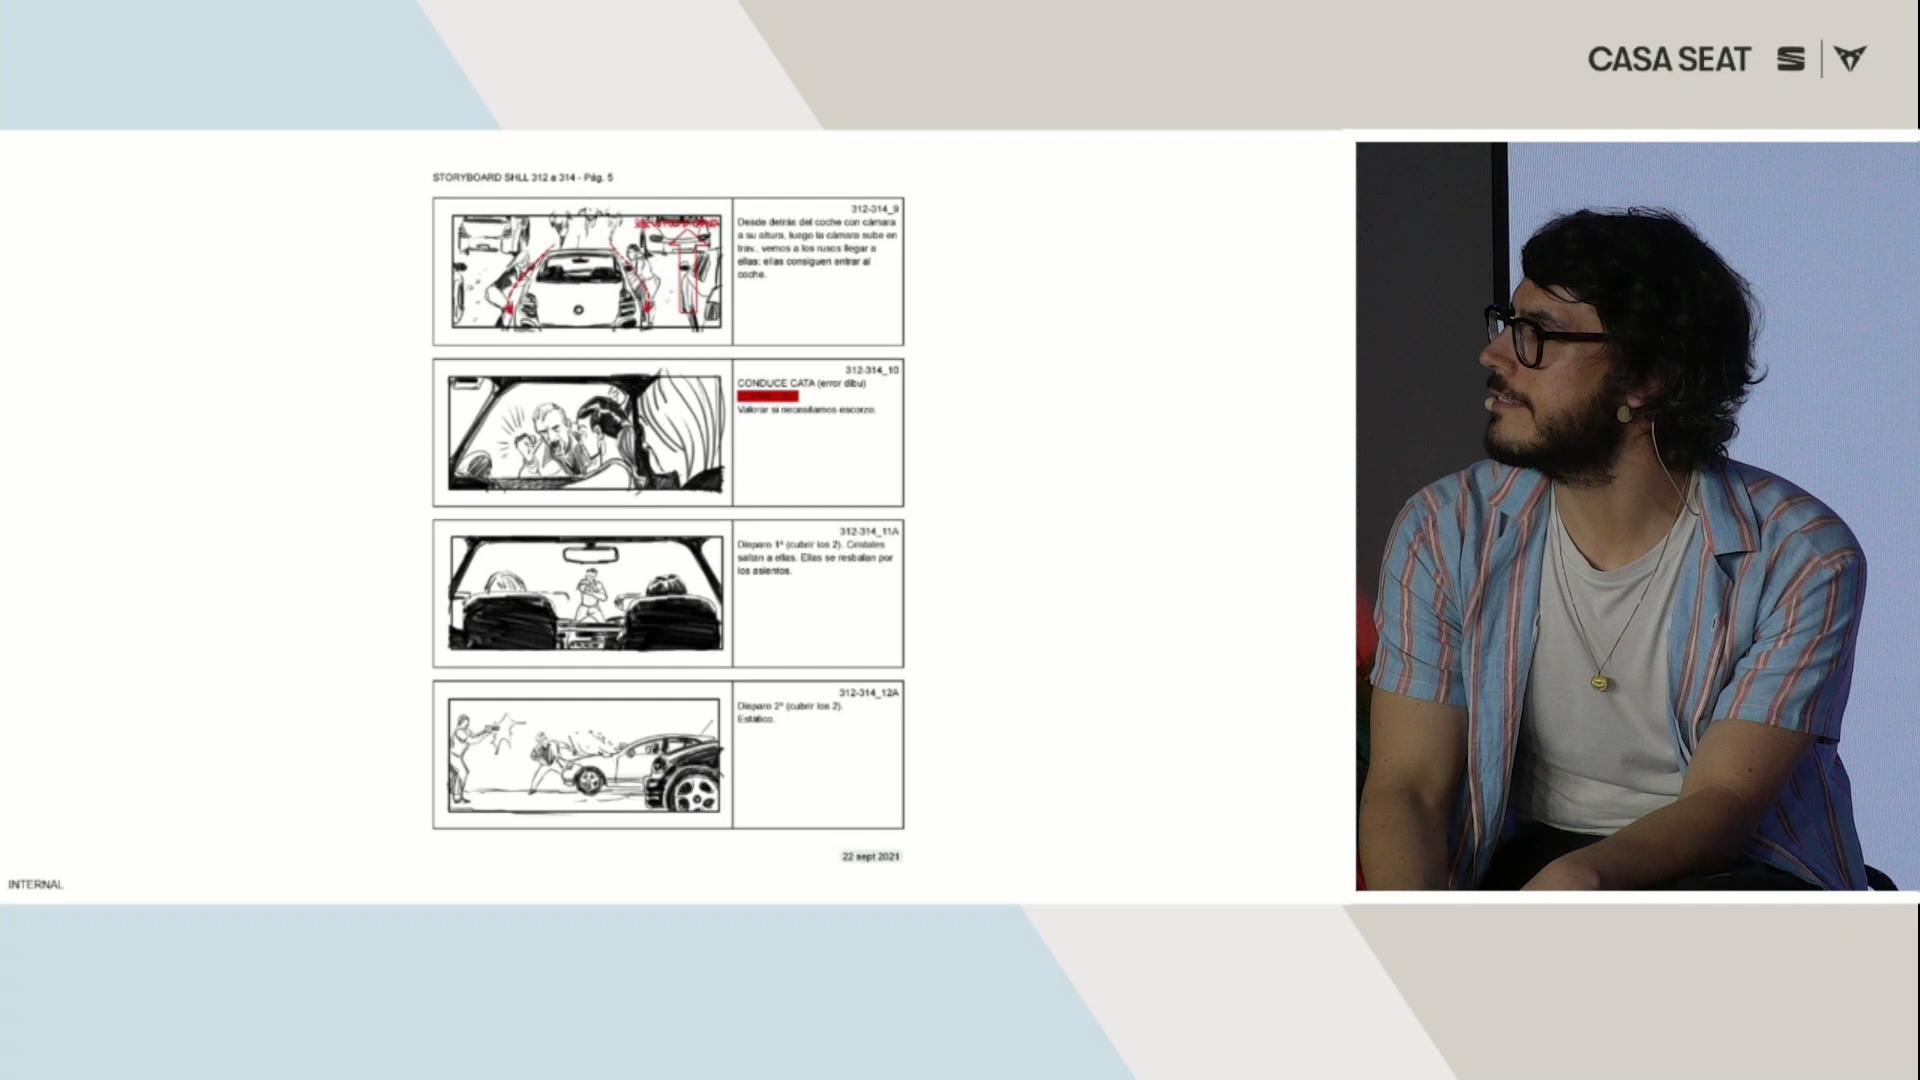 CASA SEAT
STORYBOARD SHLL 312 a 314 - Pág. 5
312-314_9
Desde detrás del coche con cámara
a su altura, luego la cámara sube en
trav. vemos a los rusos llegar a
ellas; ellas consiguen entrar al
coche.
312-314_10
CONDUCE CATA (error dibu)
Valorar si necesitamos escorzo.
312-314_11A
Disparo 1º (cubrir los 2). Cristales
saltan a ellas. Ellas se resbalan por
los asientos.
312-314_12A
Disparo 2º (cubrir los 2).
Estático.
22 sept 2021
INTERNAL